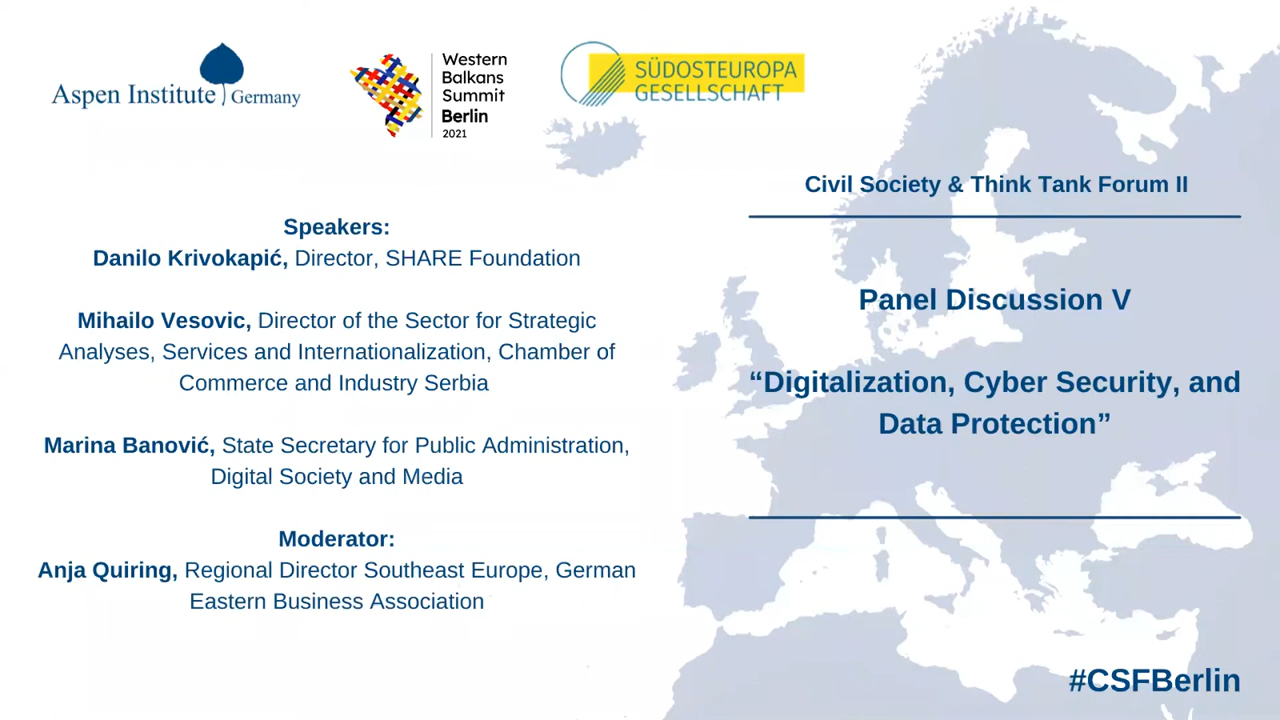 Aspen Institute Germany
Western
Balkans
Summit
Berlin
2021
SÜDOSTEUROPA
GESELLSCHAFT
Speakers:
Danilo Krivokapić, Director, SHARE Foundation
Mihailo Vesovic, Director of the Sector for Strategic
Analyses, Services and Internationalization, Chamber of
Commerce and Industry Serbia
Marina Banović, State Secretary for Public Administration,
Digital Society and Media
Moderator:
Anja Quiring, Regional Director Southeast Europe, German
Eastern Business Association
Civil Society & Think Tank Forum II
Panel Discussion V
“Digitalization, Cyber Security, and
Data Protection”
#CSFBerlin